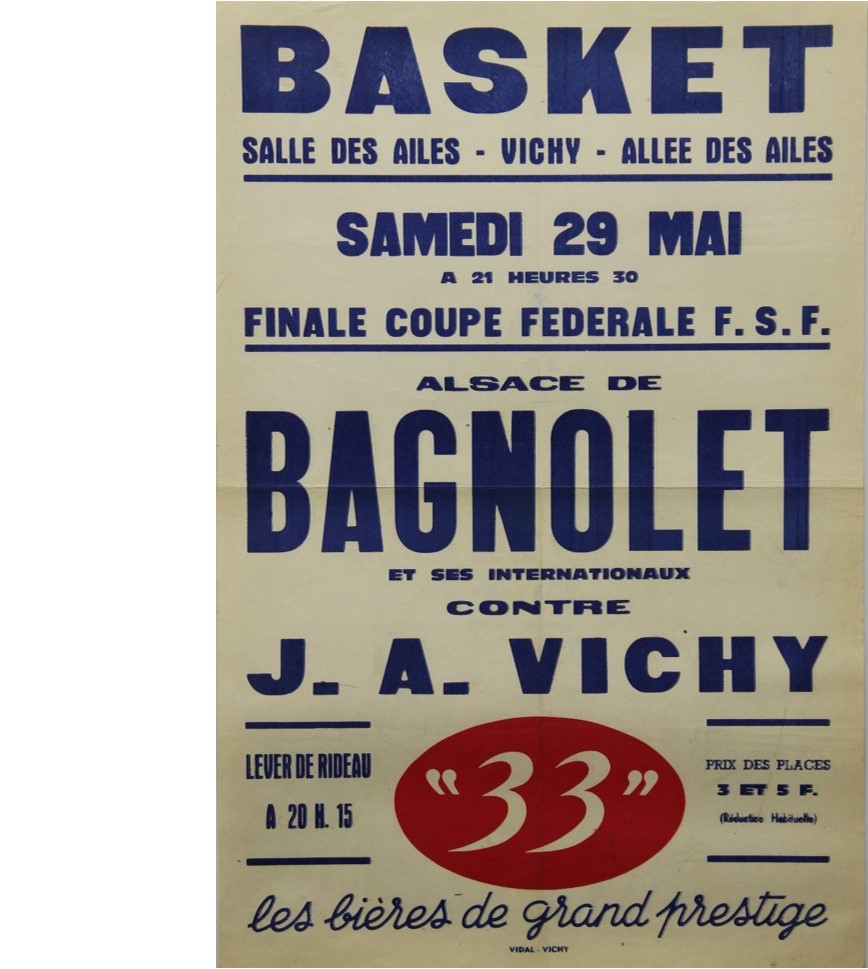 BASKET
SALLE DES AILES - VICHY - ALLEE DES AILES
SAMEDI 29 MAI
A 21 HEURES 30
FINALE COUPE FEDERALE F. S. F.
ALSACE DE
BAGNOLET
ET SES INTERNATIONAUX
CONTRE
J. A. VICHY
LEVER DE RIDEAU
A 20 H. 15
"33"
PRIX DES PLACES
3 ET 5 F.
(Réduction Habituelle)
les bières de grand prestige
VIDAL - VICHY